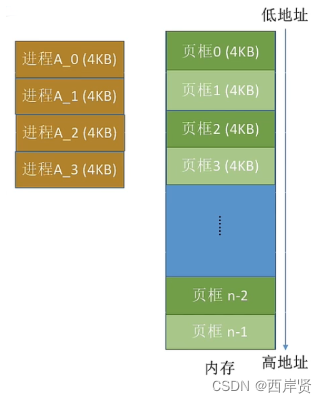 低地址
进程A_0 (4KB)
进程A_1 (4KB)
进程A_2 (4KB)
进程A_3 (4KB)
页框0 (4KB)
页框1 (4KB)
页框2 (4KB)
页框3 (4KB)
......
页框 n-2
页框 n-1
内存
高地址
CSDN @西岸贤